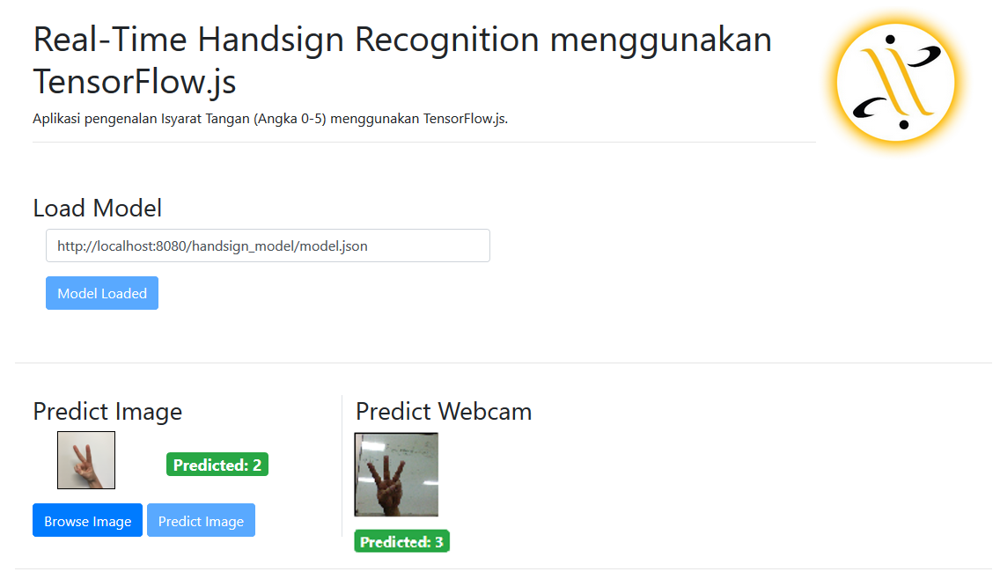 Real-Time Handsign Recognition menggunakan
TensorFlow.js
Aplikasi pengenalan Isyarat Tangan (Angka 0-5) menggunakan TensorFlow.js.
Load Model
http://localhost:8080/handsign_model/model.json
Model Loaded
Predict Image
Predicted: 2
Browse Image
Predict Image
Predict Webcam
Predicted: 3